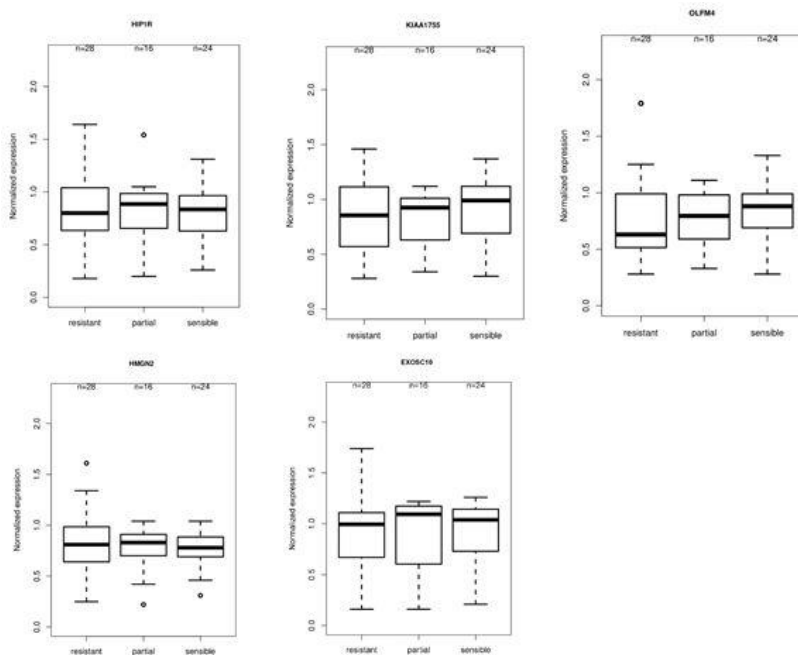 HIP1R
n=28 n=16 n=24
Normalized expression
2.0
1.5
1.0
0.5
0.0
resistant partial sensible
KIAA1755
n=28 n=16 n=24
Normalized expression
2.0
1.5
1.0
0.5
0.0
resistant partial sensible
OLFM4
n=28 n=16 n=24
Normalized expression
2.0
1.5
1.0
0.5
0.0
resistant partial sensible
HMGN2
n=28 n=16 n=24
Normalized expression
2.0
1.5
1.0
0.5
0.0
resistant partial sensible
EXOSC10
n=28 n=16 n=24
Normalized expression
2.0
1.5
1.0
0.5
0.0
resistant partial sensible